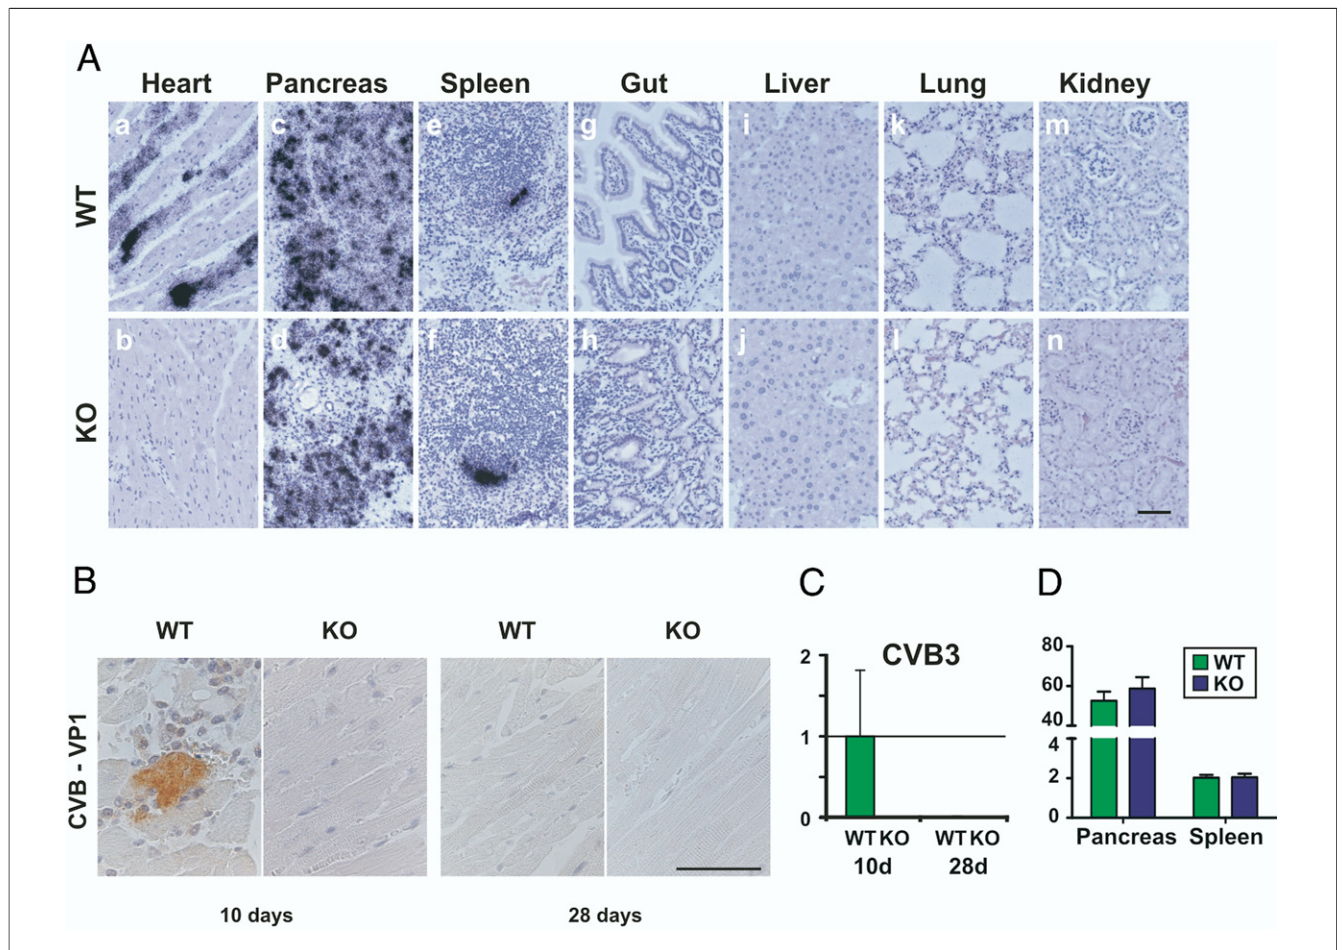 A
Heart Pancreas Spleen Gut Liver Lung Kidney
WT
a c e g i k m
KO
b d f h j l n
B
WT KO WT KO
CVB - VP1
10 days 28 days
C
CVB3
2
1
0
WT KO WT KO
10d 28d
D
80
60
40
4
2
0
WT
KO
Pancreas Spleen